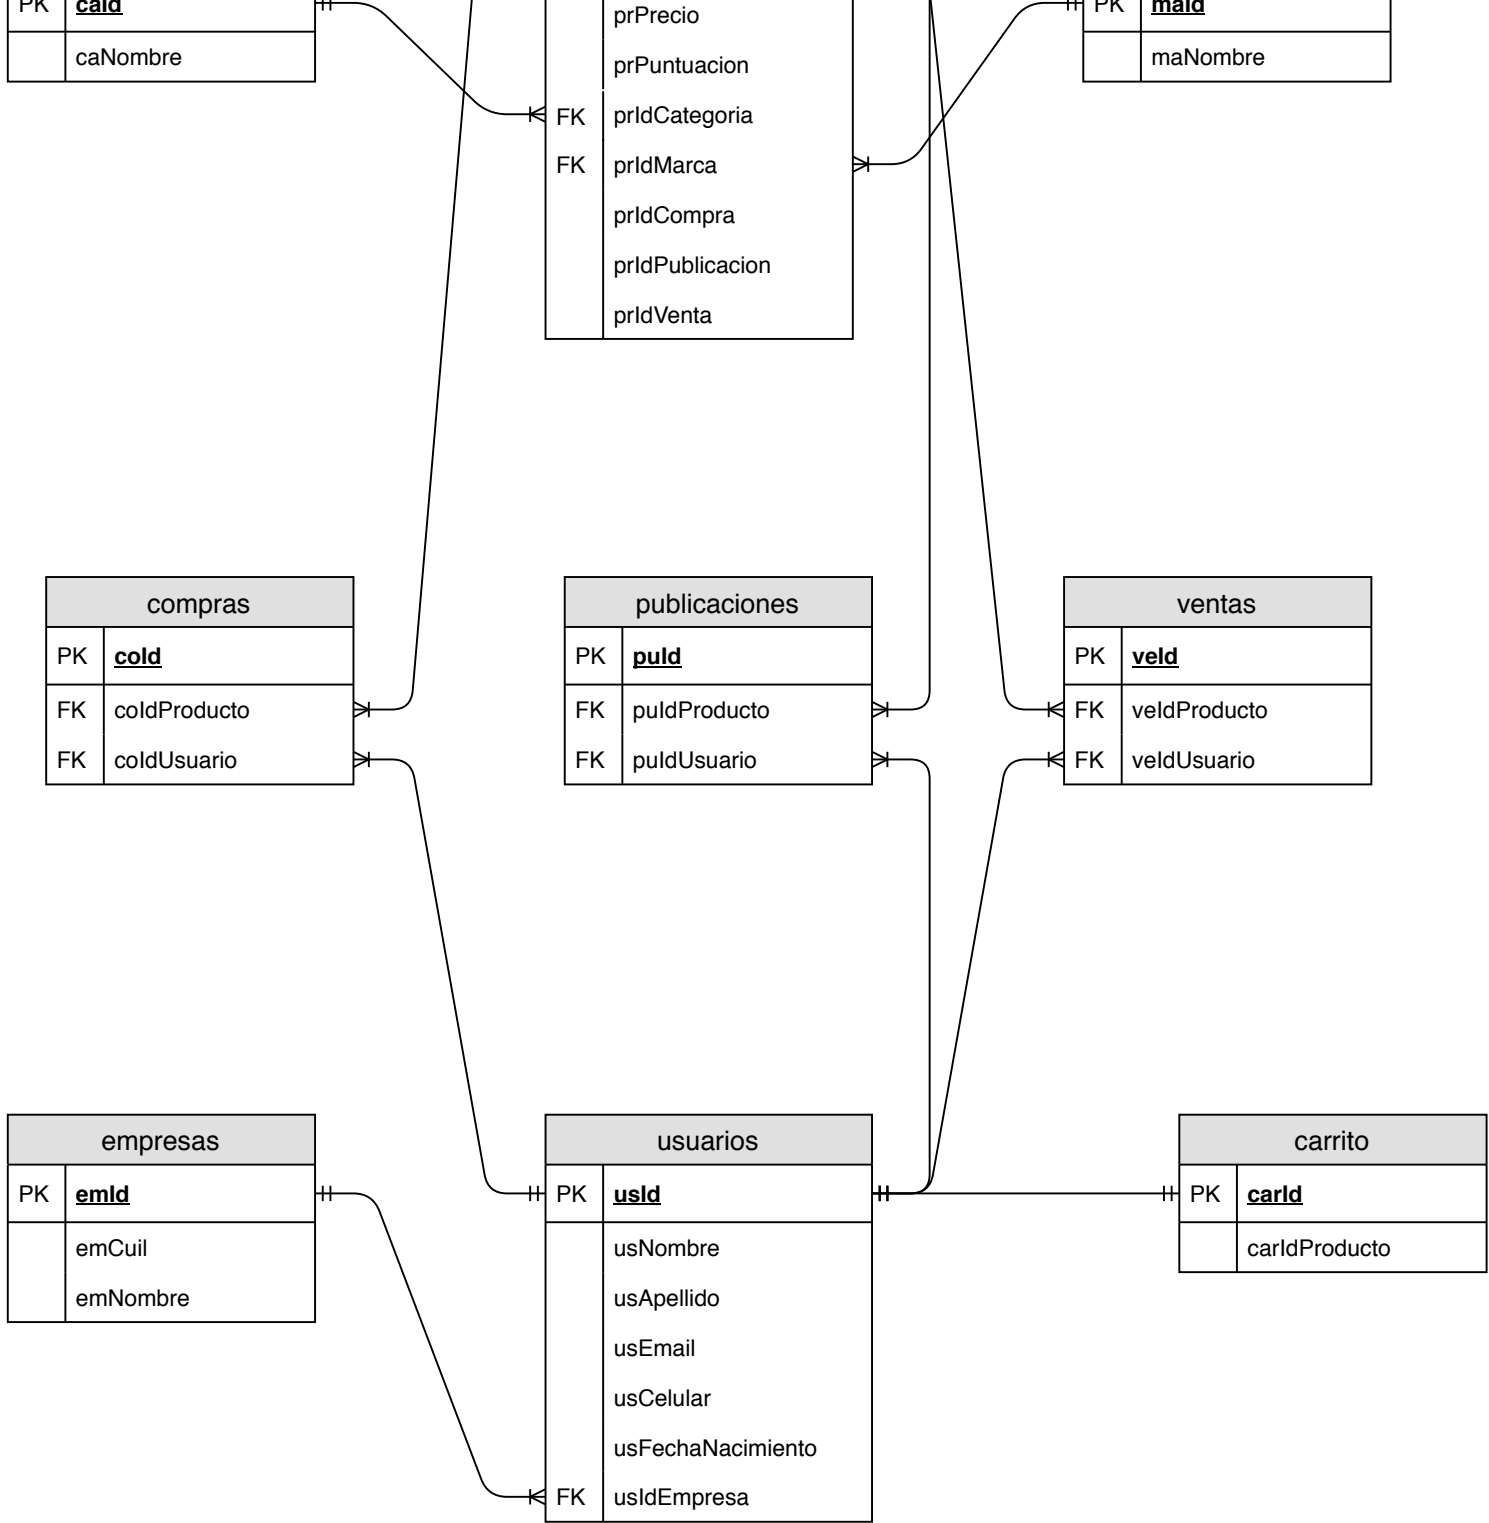 PK caId
caNombre
prPrecio
prPuntuacion
FK prIdCategoria
FK prIdMarca
prIdCompra
prIdPublicacion
prIdVenta
PK maId
maNombre
compras
PK coId
FK coIdProducto
FK coIdUsuario
publicaciones
PK puId
FK puIdProducto
FK puIdUsuario
ventas
PK veId
FK veIdProducto
FK veIdUsuario
empresas
PK emId
emCuil
emNombre
usuarios
PK usId
usNombre
usApellido
usEmail
usCelular
usFechaNacimiento
FK usIdEmpresa
carrito
PK carId
carIdProducto